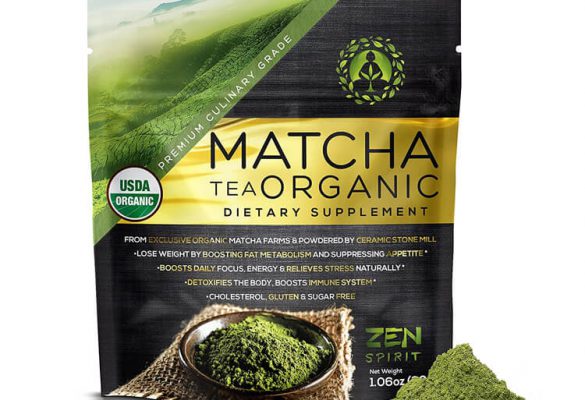 PREMIUM CULINARY GRADE
MATCHA
TEAORGANIC
DIETARY SUPPLEMENT
USDA
ORGANIC
FROM EXCLUSIVE ORGANIC MATCHA FARMS & POWDERED BY CERAMIC STONE MILL
•LOSE WEIGHT BY BOOSTING FAT METABOLISM AND SUPPRESSING APPETITE*
•BOOSTS DAILY FOCUS, ENERGY & RELIEVES STRESS NATURALLY*
•DETOXIFIES THE BODY, BOOSTS IMMUNE SYSTEM*
•CHOLESTEROL, GLUTEN & SUGAR FREE
ZEN
SPIRIT
Net Weight
1.06oz